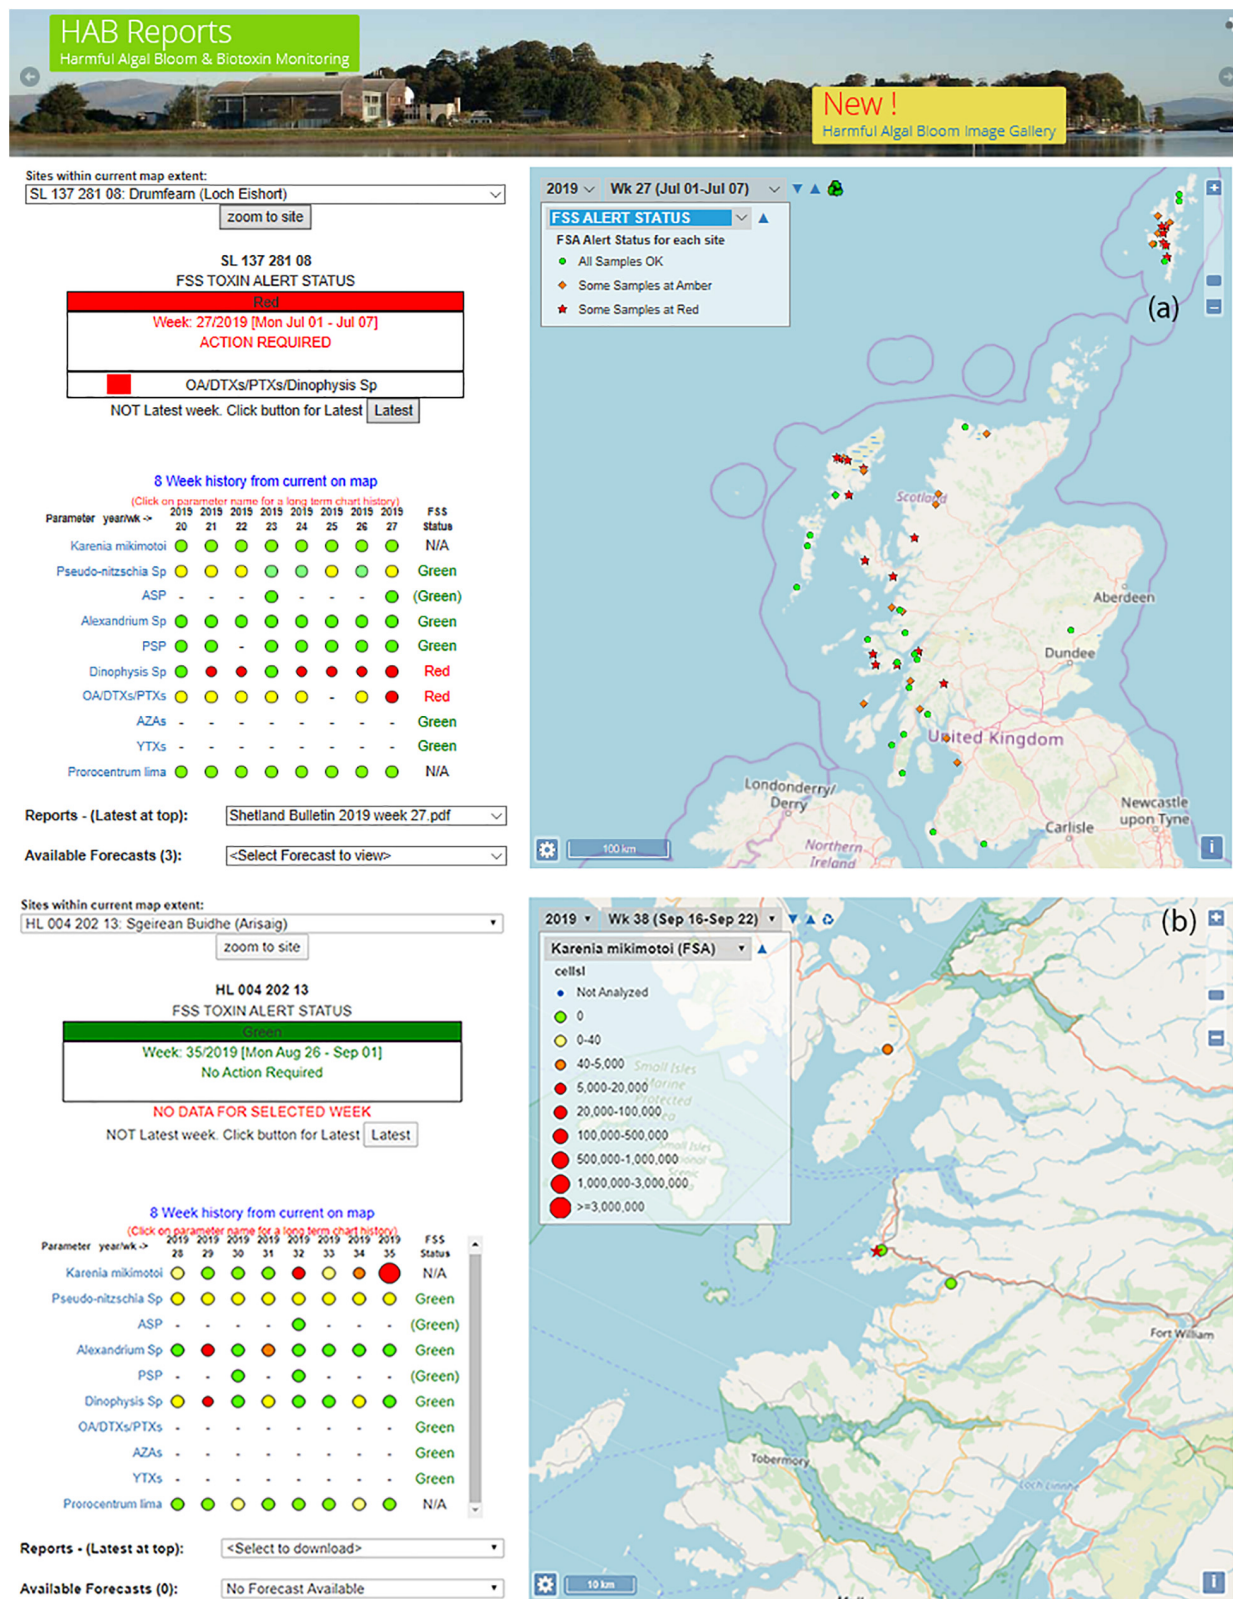 HAB Reports
Harmful Algal Bloom & Biotoxin Monitoring
New !
Harmful Algal Bloom Image Gallery
Sites within current map extent:
SL 137 281 08: Drumfearn (Loch Eishort)
zoom to site
SL 137 281 08
FSS TOXIN ALERT STATUS
Red
Week: 27/2019 [Mon Jul 01 - Jul 07]
ACTION REQUIRED
OA/DTXs/PTXs/Dinophysis Sp
NOT Latest week. Click button for Latest Latest
8 Week history from current on map
(Click on parameter name for a long term chart history)
Parameter year/wk -> 2019 2019 2019 2019 2019 2019 2019 2019 FSS
20 21 22 23 24 25 26 27 Status
Karenia mikimotoi N/A
Pseudo-nitzschia Sp Green
ASP - - - - - - (Green)
Alexandrium Sp Green
PSP - Green
Dinophysis Sp Red
OA/DTXs/PTXs - Red
AZAs - - - - - - - - Green
YTXs - - - - - - - - Green
Prorocentrum lima N/A
Reports - (Latest at top): Shetland Bulletin 2019 week 27.pdf
Available Forecasts (3): <Select Forecast to view>
2019 Wk 27 (Jul 01-Jul 07)
FSS ALERT STATUS
FSA Alert Status for each site
All Samples OK
Some Samples at Amber
Some Samples at Red
(a)
Scotland
Aberdeen
Dundee
United Kingdom
Londonderry/
Derry
Newcastle
upon Tyne
Carlisle
Northern
Ireland
100 km
i
Sites within current map extent:
HL 004 202 13: Sgeirean Buidhe (Arisaig)
zoom to site
HL 004 202 13
FSS TOXIN ALERT STATUS
Green
Week: 35/2019 [Mon Aug 26 - Sep 01]
No Action Required
NO DATA FOR SELECTED WEEK
NOT Latest week. Click button for Latest Latest
8 Week history from current on map
(Click on parameter name for a long term chart history)
Parameter year/wk -> 2019 2019 2019 2019 2019 2019 2019 2019 FSS
28 29 30 31 32 33 34 35 Status
Karenia mikimotoi N/A
Pseudo-nitzschia Sp Green
ASP - - - - - - - (Green)
Alexandrium Sp Green
PSP - - - - - - (Green)
Dinophysis Sp Green
OA/DTXs/PTXs - - - - - - - - Green
AZAs - - - - - - - - Green
YTXs - - - - - - - - Green
Prorocentrum lima N/A
Reports - (Latest at top): <Select to download>
Available Forecasts (0): No Forecast Available
2019 Wk 38 (Sep 16-Sep 22)
(b)
Karenia mikimotoi (FSA)
cellsl
Not Analyzed
0
0-40
40-5,000
5,000-20,000
20,000-100,000
100,000-500,000
500,000-1,000,000
1,000,000-3,000,000
>=3,000,000
Small Isles
Marine
Protected
Small Isles
Fort William
Tobermory
Loch Linnhe
10 km
i